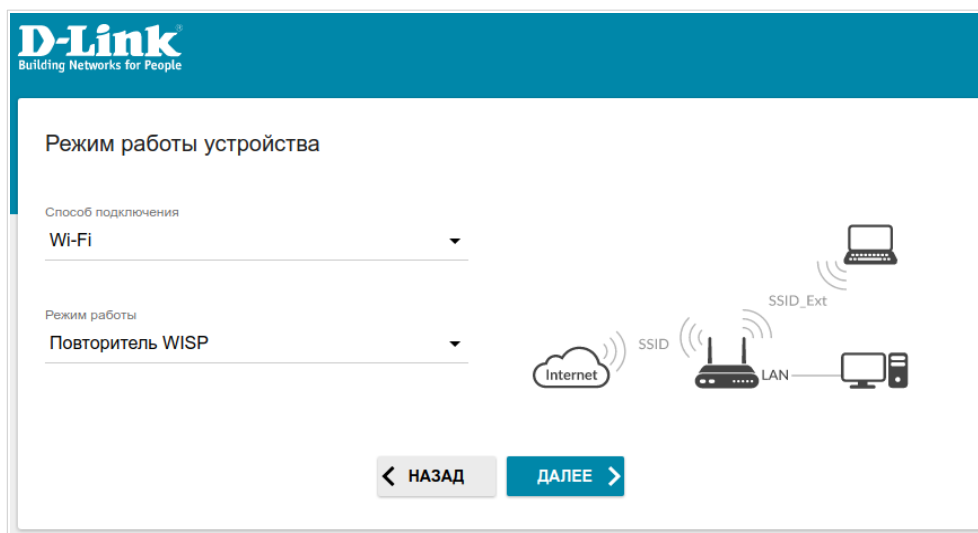 D-Link
Building Networks for People
Режим работы устройства
Способ подключения
Wi-Fi
Режим работы
Повторитель WISP
SSID_Ext
SSID
Internet
LAN
НАЗАД
ДАЛЕЕ